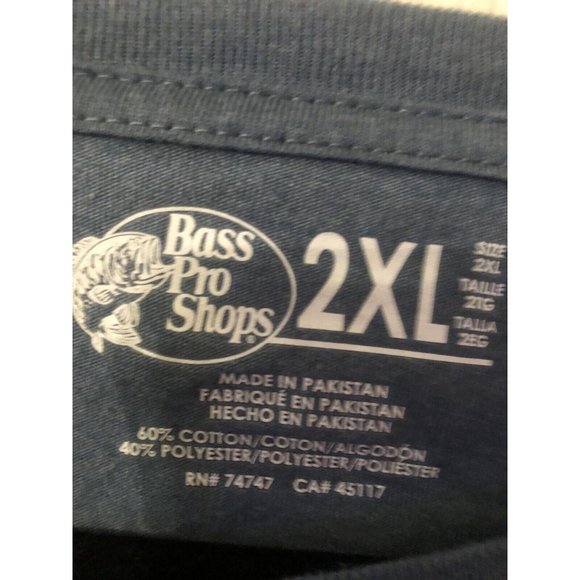 Bass
Pro
Shops®
2XL
SIZE
2XL
TAILLE
2TG
TALLA
2EG
MADE IN PAKISTAN
FABRIQUÉ EN PAKISTAN
HECHO EN PAKISTAN
60% COTTON/COTON/ALGODÓN
40% POLYESTER/POLYESTER/POLIÉSTER
RN# 74747 CA# 45117